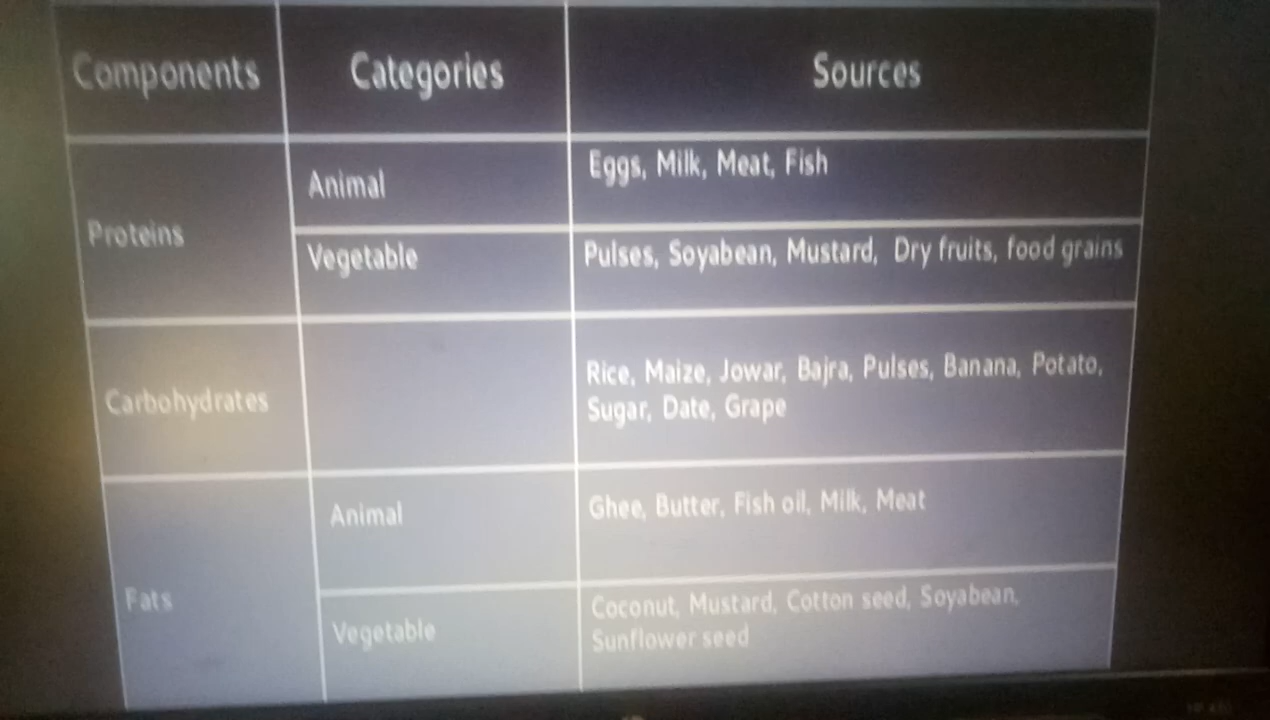 Components Categories Sources
Proteins
Animal
Eggs, Milk, Meat, Fish
Vegetable
Pulses, Soyabean, Mustard, Dry fruits, food grains
Carbohydrates
Rice, Maize, Jowar, Bajra, Pulses, Banana, Potato,
Sugar, Date, Grape
Fats
Animal
Ghee, Butter, Fish oil, Milk, Meat
Vegetable
Coconut, Mustard, Cotton seed, Soyabean,
Sunflower seed